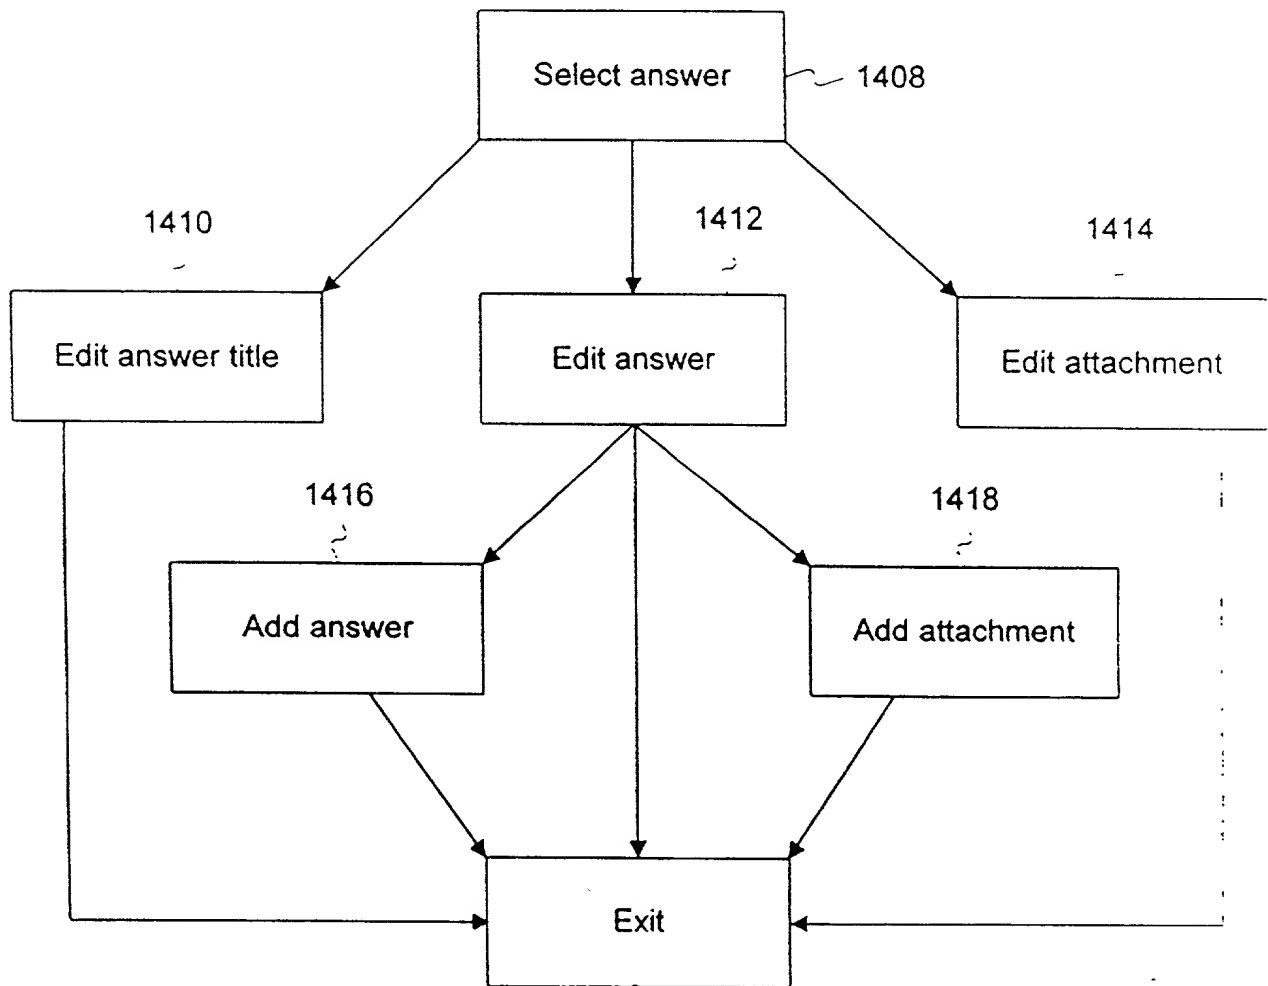 Select answer
1408
1410
1412
1414
Edit answer title
Edit answer
Edit attachment
1416
1418
Add answer
Add attachment
Exit